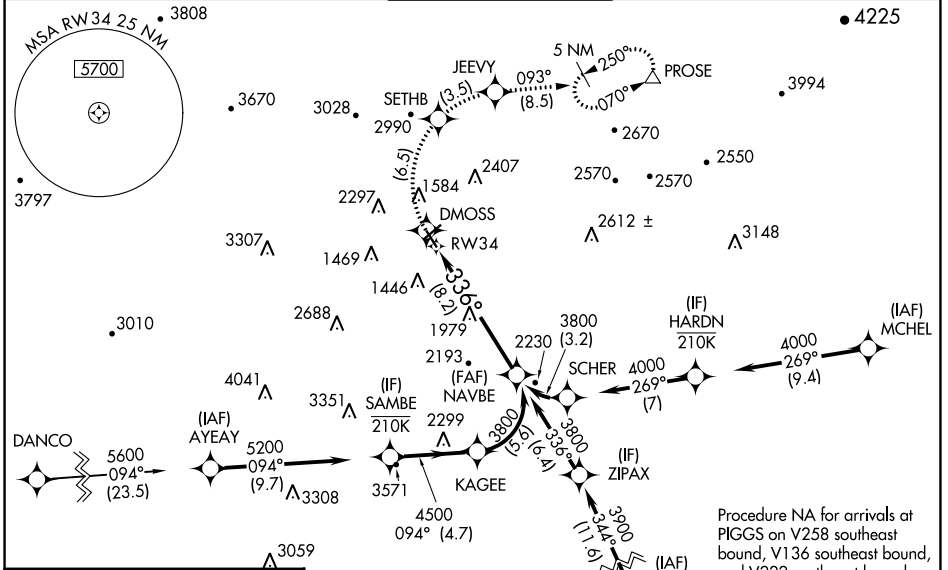 MSA RW34 25 NM
5700
3808
4225
5 NM
250°
JEEVY
093°
(8.5)
070°
PROSE
3994
3670
3028
SETHB
(3.5)
2990
2670
3797
(6.5)
2407
2570
2570
2550
2297
1584
DMOSS
RW34
2612 ±
3148
3307
1469
1446
336°
(8.2)
1979
2688
3010
2230
3800
(3.2)
(IF)
HARDN
210K
(IAF)
MCHEL
4000
269°
(9.4)
SCHER
4000
269°
(7)
2193
(FAF)
NAVBE
4041
3351
(IF)
SAMBE
210K
2299
3800
(5.6)
3800
336°
(6.4)
(IF)
ZIPAX
DANCO
5600
094°
(23.5)
(IAF)
AYEAY
5200
094°
(9.7)
3308
3571
KAGEE
4500
094° (4.7)
3900
344°
(11.6)
(IAF)
3059
Procedure NA for arrivals at
PIGGS on V258 southeast
bound, V136 southeast bound,